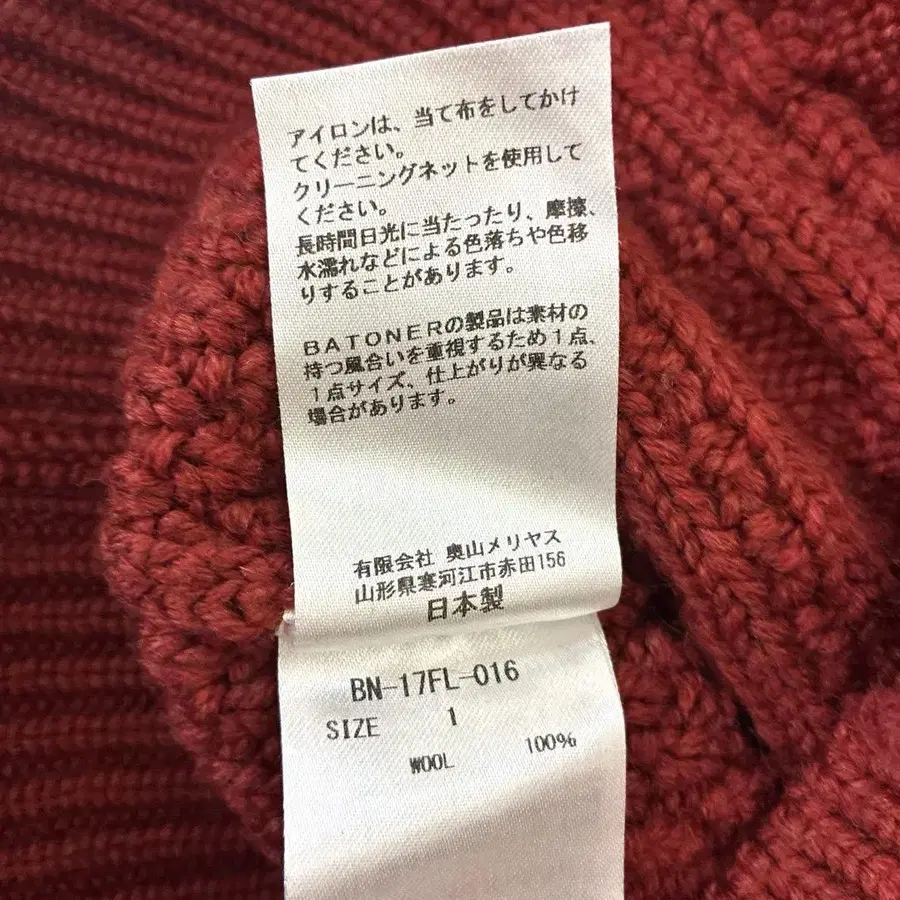 アイロンは、当て布をしてかけ
てください。
クリーニングネットを使用して
ください。
長時間日光に当たったり、摩擦、
水濡れなどによる色落ちや色移
りすることがあります。
BATONERの製品は素材の
持つ風合いを重視するため1点、
1点サイズ、仕上がりが異なる
場合があります。
有限会社 奥山メリヤス
山形県寒河江市赤田156
日本製
BN-17FL-016
SIZE 1
WOOL 100%